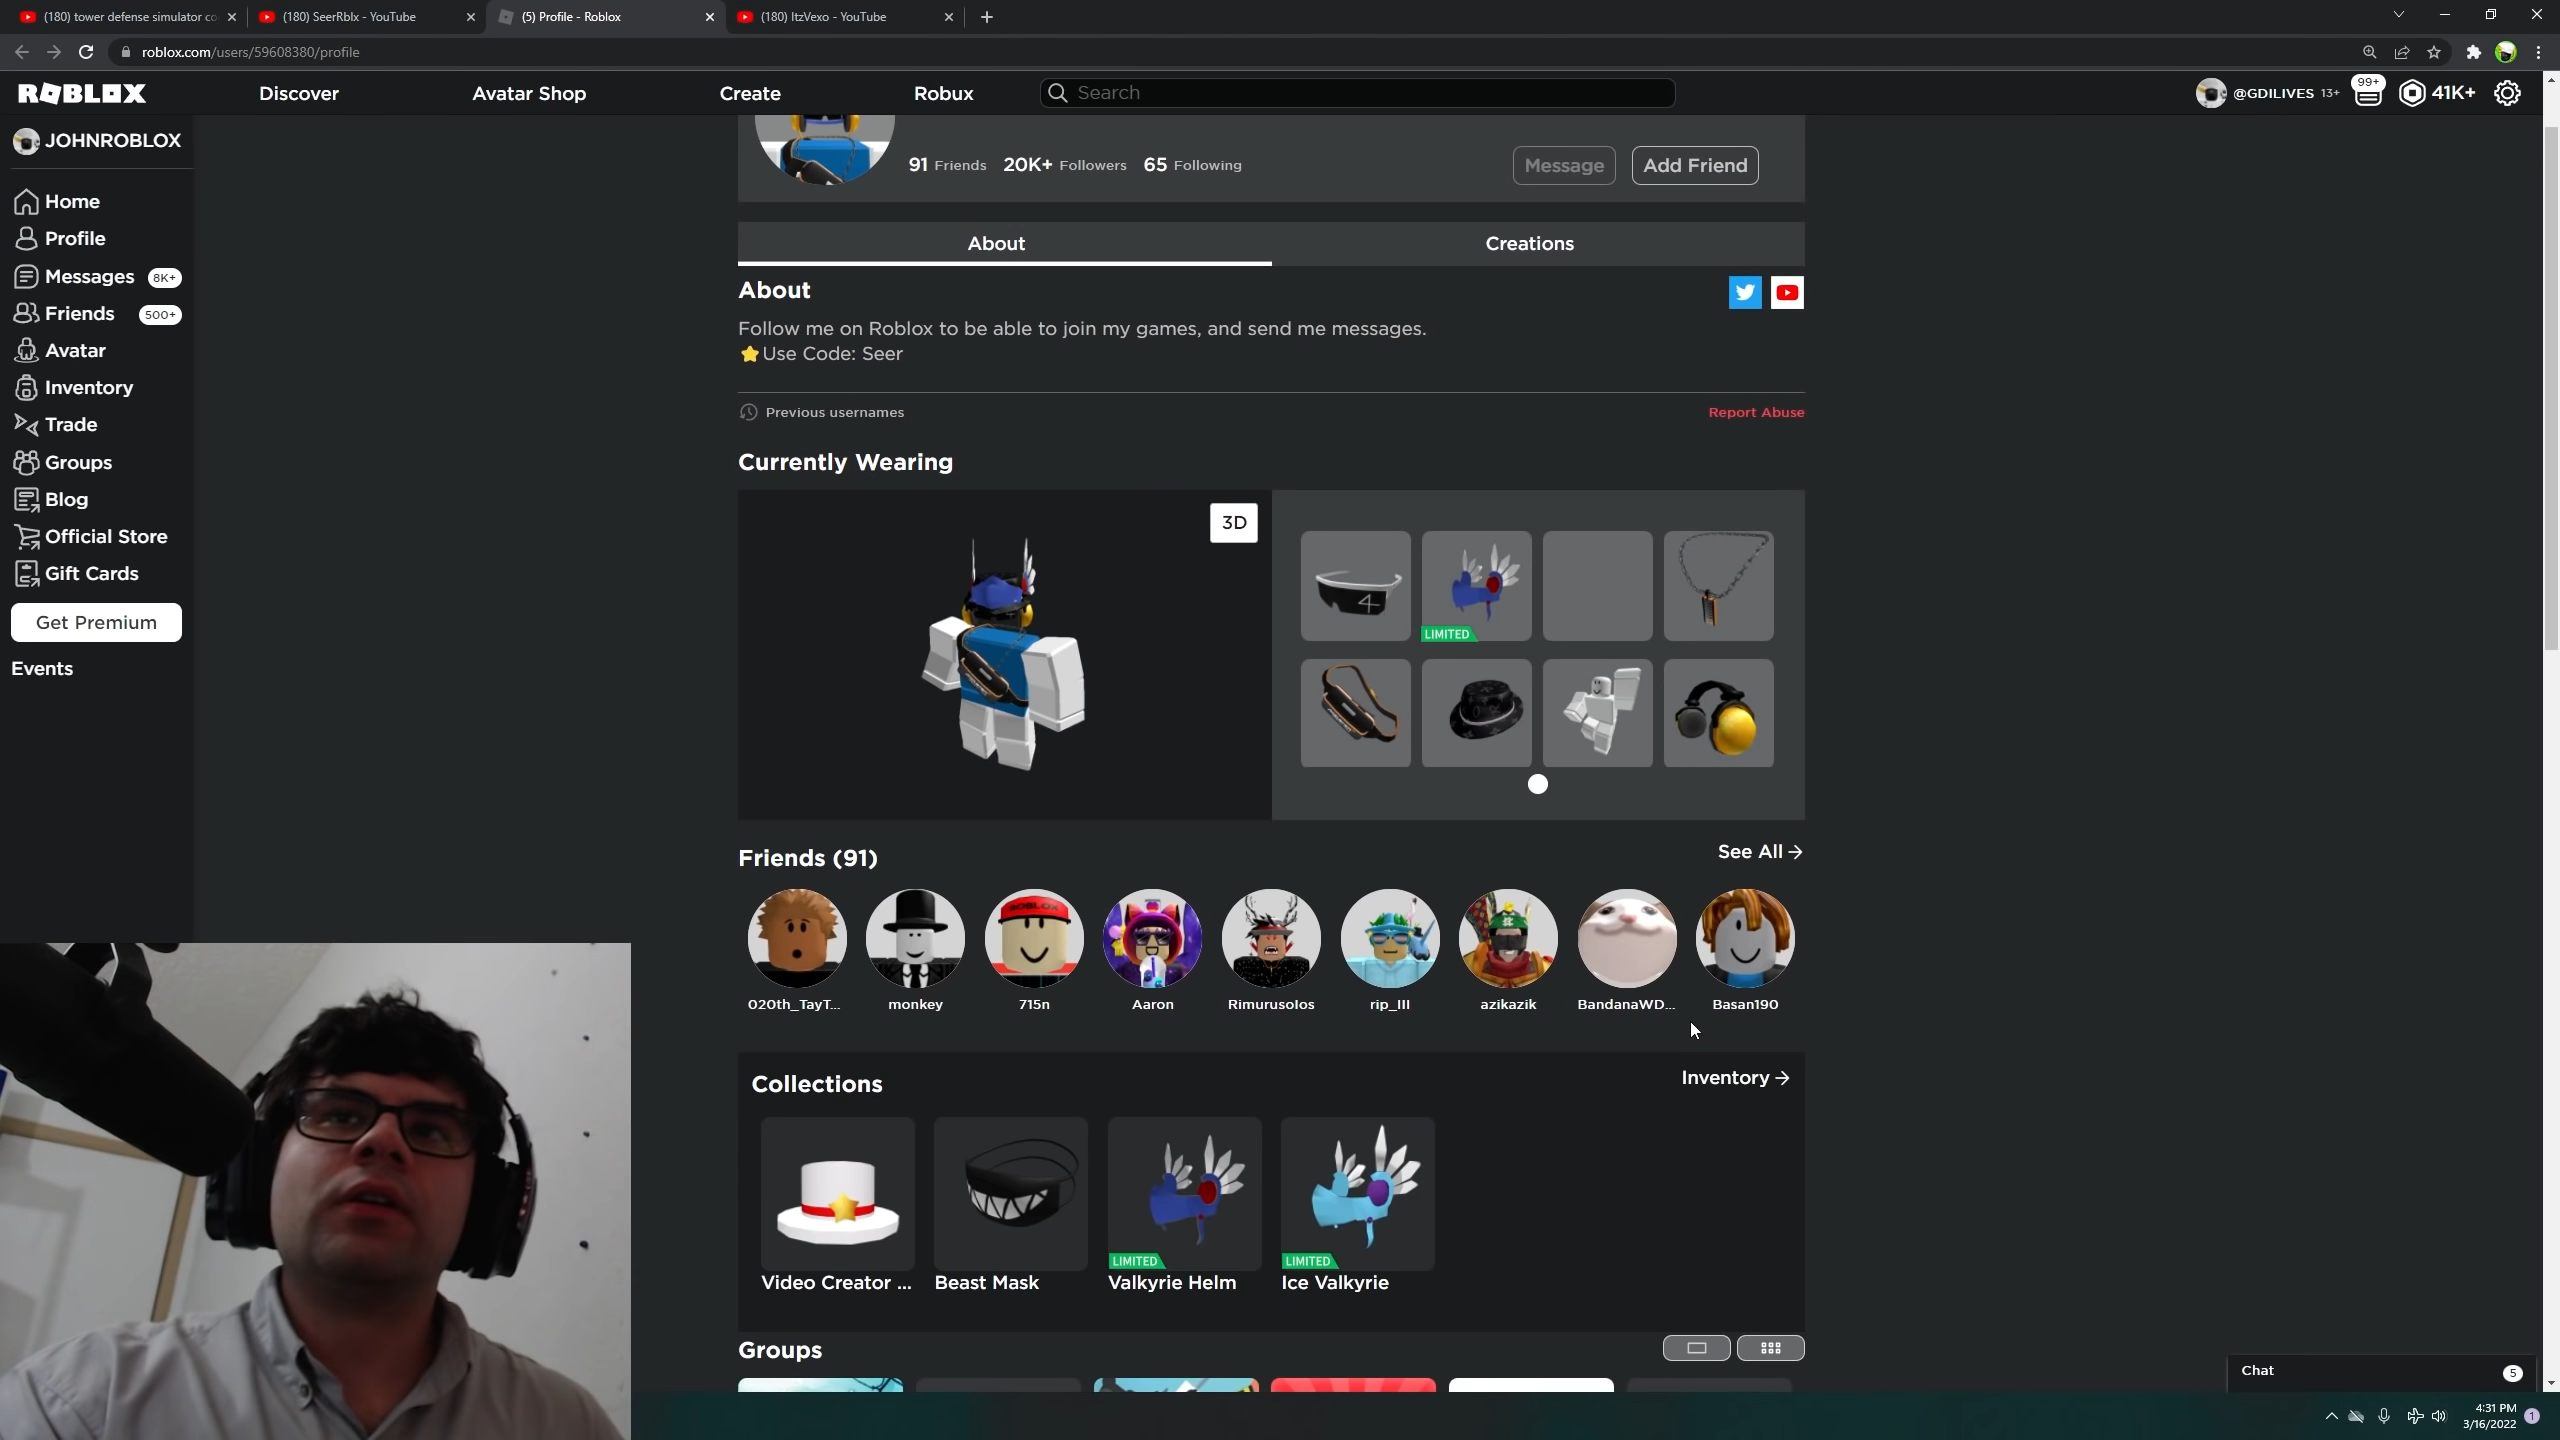 (180) tower defense simulator co
(180) SeerRblx - YouTube
(5) Profile - Roblox
(180) ItzVexo - YouTube
roblox.com/users/59608380/profile
ROBLOX
Discover
Avatar Shop
Create
Robux
Search
@GDILIVES 13+
99+
41K+
JOHNROBLOX
Home
Profile
Messages 8K+
Friends 500+
Avatar
Inventory
Trade
Groups
Blog
Official Store
Gift Cards
Get Premium
Events
91 Friends 20K+ Followers 65 Following
Message
Add Friend
About
Creations
About
Follow me on Roblox to be able to join my games, and send me messages.
⭐Use Code: Seer
Previous usernames
Report Abuse
Currently Wearing
3D
4
LIMITED
Friends (91)
See All →
ROBLOX
020th_TayT...
monkey
715n
Aaron
Rimurusolos
rip_lll
azikazik
BandanaWD...
Basan190
Collections
Inventory →
LIMITED
LIMITED
Video Creator ...
Beast Mask
Valkyrie Helm
Ice Valkyrie
Groups
Chat
5
4:31 PM
3/16/2022
1